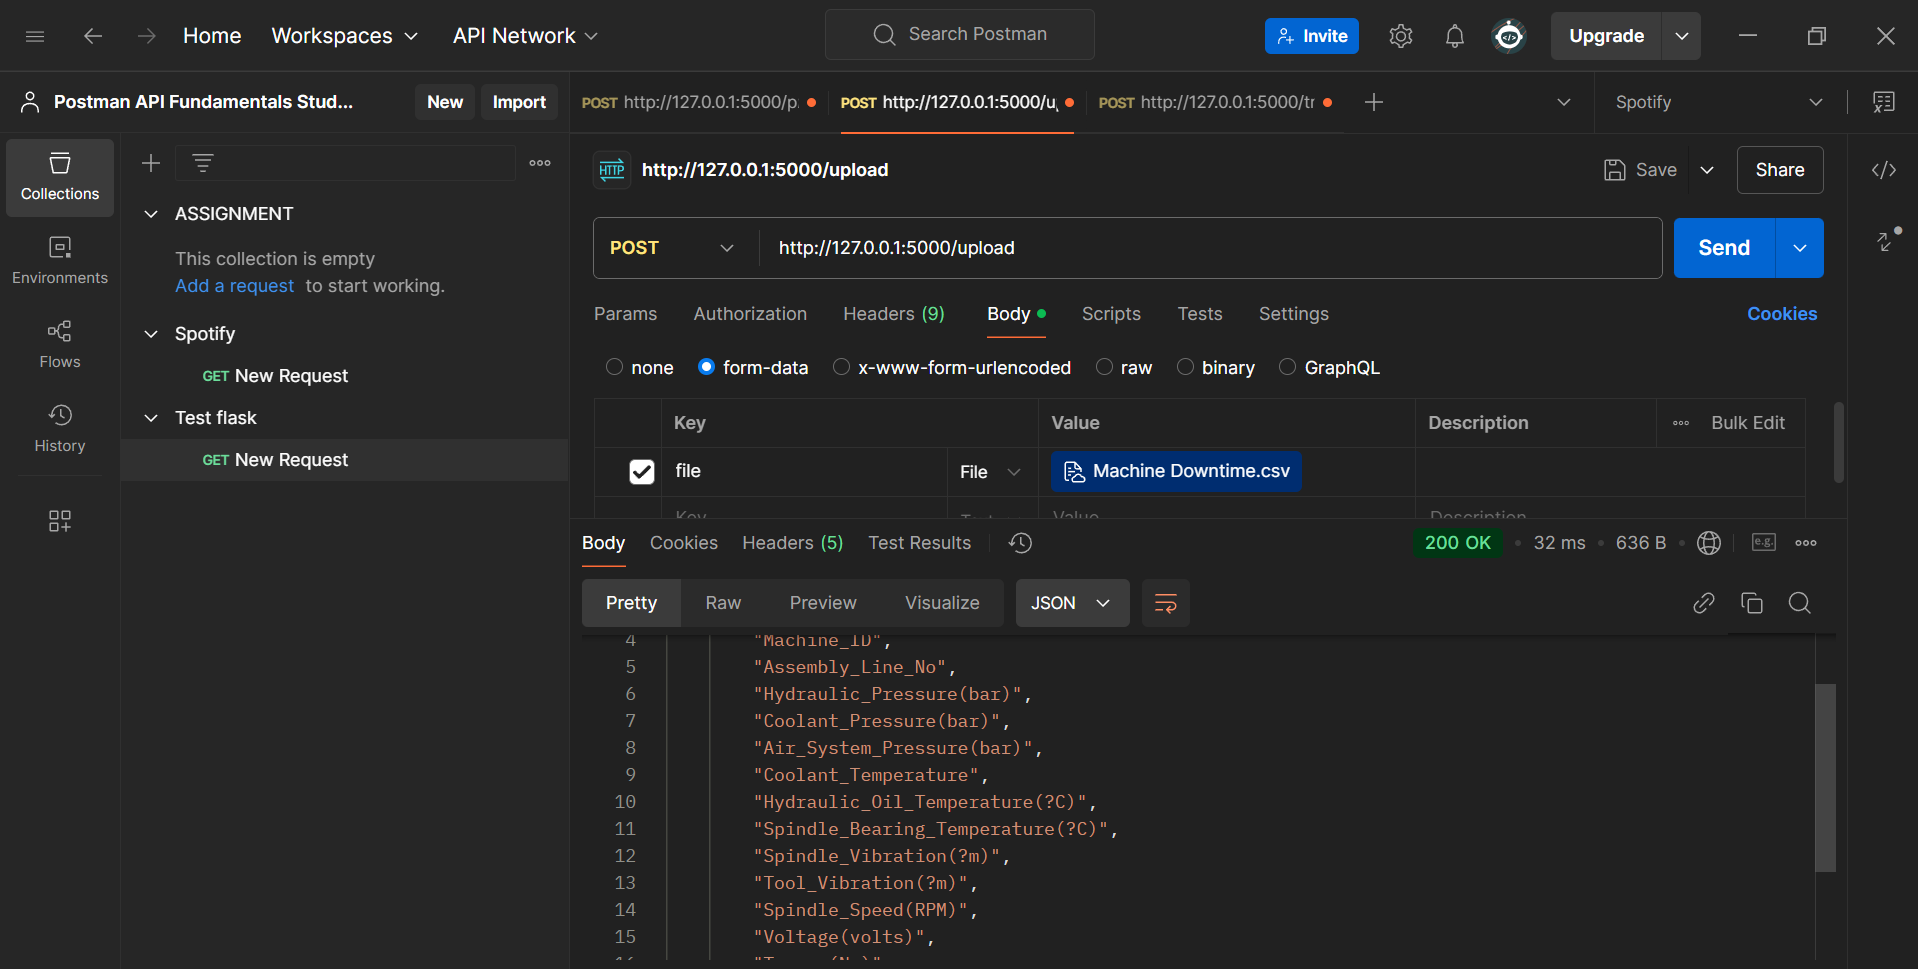 Home Workspaces API Network Search Postman Invite Upgrade
Postman API Fundamentals Stud... New Import
POST http://127.0.0.1:5000/p POST http://127.0.0.1:5000/u POST http://127.0.0.1:5000/tr Spotify
Collections
Environments
Flows
History
ASSIGNMENT
This collection is empty
Add a request to start working.
Spotify
GET New Request
Test flask
GET New Request
HTTP http://127.0.0.1:5000/upload Save Share
POST http://127.0.0.1:5000/upload Send
Params Authorization Headers (9) Body Scripts Tests Settings Cookies
none form-data x-www-form-urlencoded raw binary GraphQL
Key Value Description Bulk Edit
file File Machine Downtime.csv
Key Text Value Description
Body Cookies Headers (5) Test Results 200 OK 32 ms 636 B e.g.
Pretty Raw Preview Visualize JSON
4 "Machine_ID",
5 "Assembly_Line_No",
6 "Hydraulic_Pressure(bar)",
7 "Coolant_Pressure(bar)",
8 "Air_System_Pressure(bar)",
9 "Coolant_Temperature",
10 "Hydraulic_Oil_Temperature(?C)",
11 "Spindle_Bearing_Temperature(?C)",
12 "Spindle_Vibration(?m)",
13 "Tool_Vibration(?m)",
14 "Spindle_Speed(RPM)",
15 "Voltage(volts)",